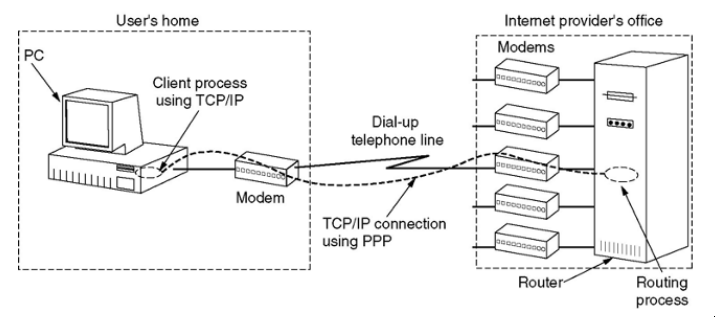 User's home
Internet provider's office
PC
Client process
using TCP/IP
Modem
Dial-up
telephone line
TCP/IP connection
using PPP
Modems
Router
Routing
process